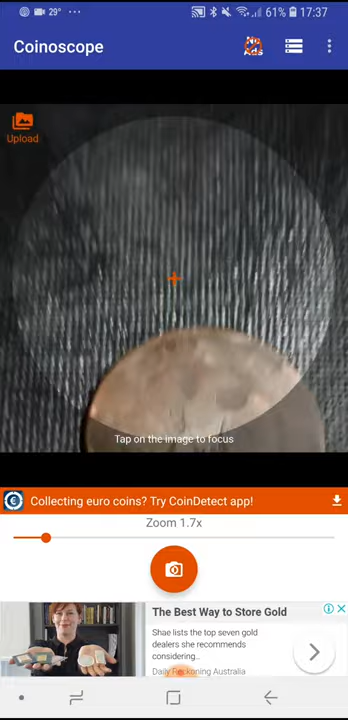 29° 61% 17:37
Coinoscope
No
Ads
Upload
Tap on the image to focus
Collecting euro coins? Try CoinDetect app!
Zoom 1.7x
The Best Way to Store Gold
Shae lists the top seven gold
dealers she recommends
considering...
Daily Reckoning Australia